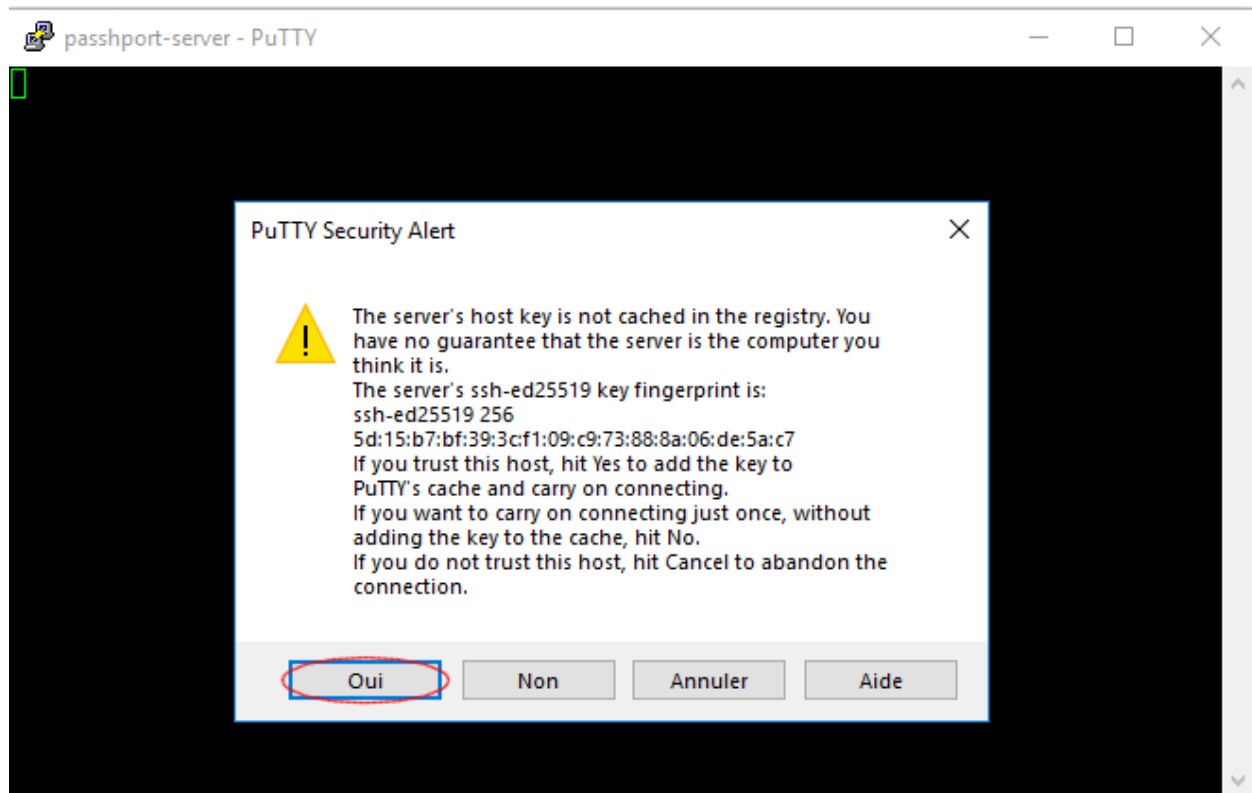 passhport-server - PuTTY
PuTTY Security Alert
The server's host key is not cached in the registry. You
have no guarantee that the server is the computer you
think it is.
The server's ssh-ed25519 key fingerprint is:
ssh-ed25519 256
5d:15:b7:bf:39:3c:f1:09:c9:73:88:8a:06:de:5a:c7
If you trust this host, hit Yes to add the key to
PuTTY's cache and carry on connecting.
If you want to carry on connecting just once, without
adding the key to the cache, hit No.
If you do not trust this host, hit Cancel to abandon the
connection.
Oui Non Annuler Aide